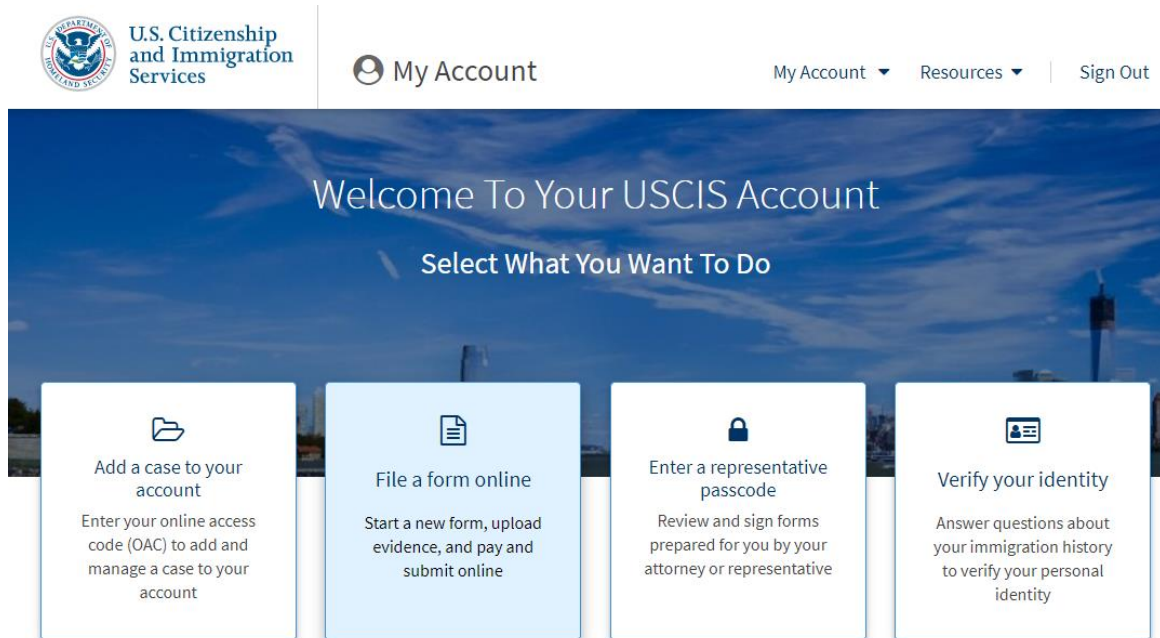 U.S. Citizenship
and Immigration
Services
My Account
My Account
Resources
Sign Out
Welcome To Your USCIS Account
Select What You Want To Do
Add a case to your
account
Enter your online access
code (OAC) to add and
manage a case to your
account
File a form online
Start a new form, upload
evidence, and pay and
submit online
Enter a representative
passcode
Review and sign forms
prepared for you by your
attorney or representative
Verify your identity
Answer questions about
your immigration history
to verify your personal
identity